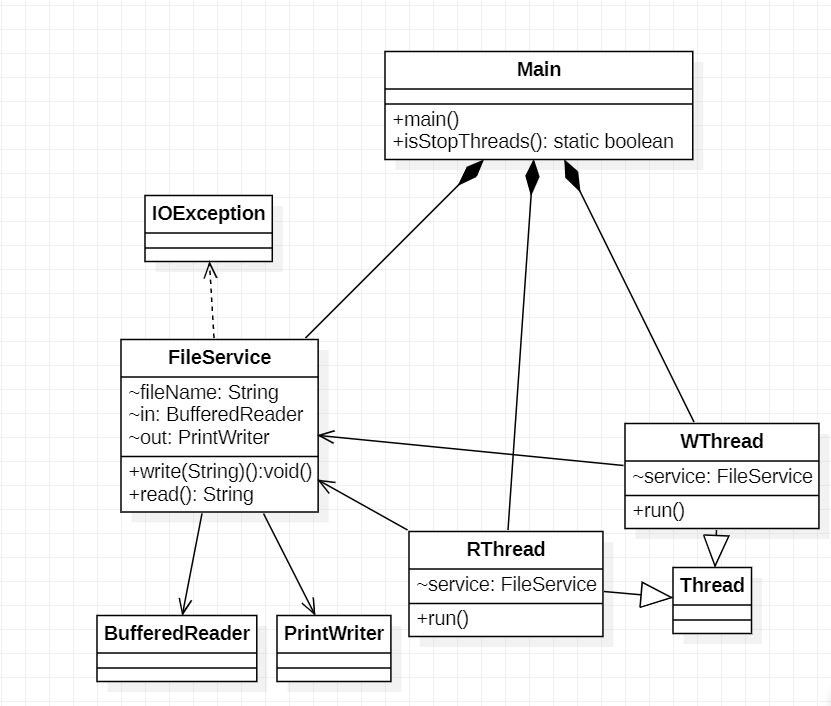 Main
+main()
+isStopThreads(): static boolean
IOException
FileService
~fileName: String
~in: BufferedReader
~out: PrintWriter
+write(String)():void()
+read(): String
WThread
~service: FileService
+run()
RThread
~service: FileService
+run()
Thread
BufferedReader
PrintWriter